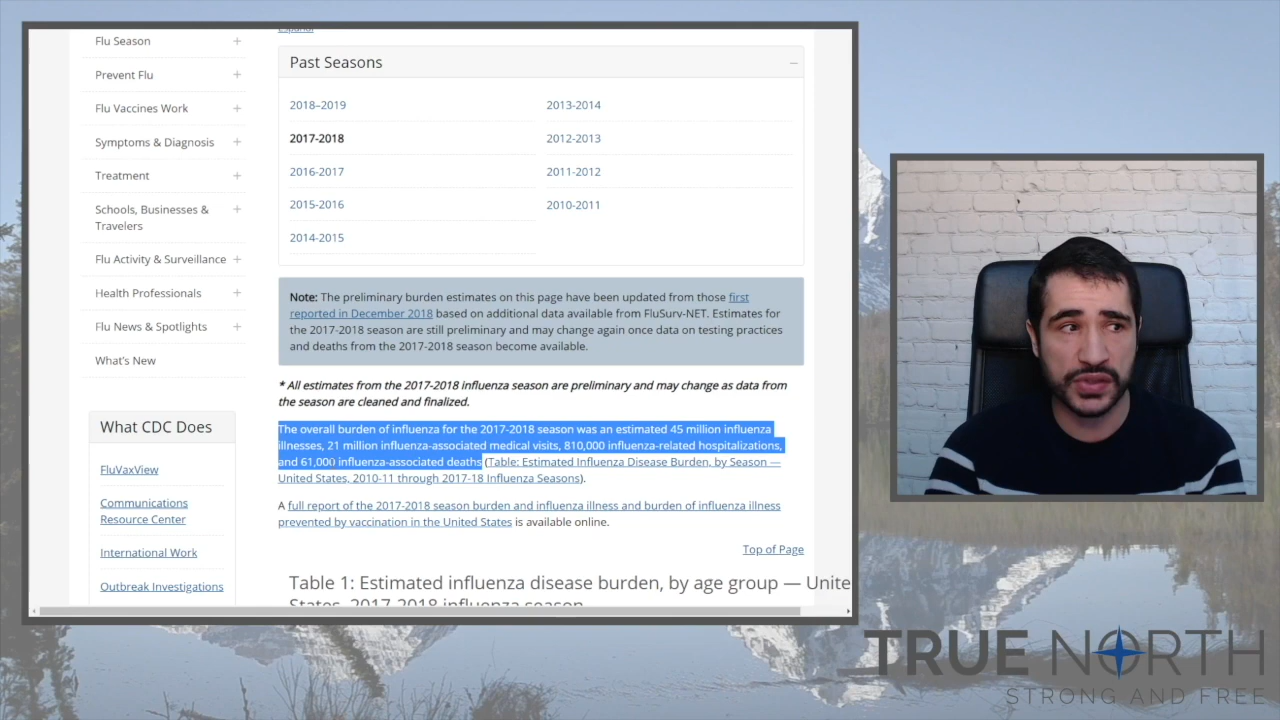 Español
Flu Season
Prevent Flu
Flu Vaccines Work
Symptoms & Diagnosis
Treatment
Schools, Businesses &
Travelers
Flu Activity & Surveillance
Health Professionals
Flu News & Spotlights
What's New
What CDC Does
FluVaxView
Communications
Resource Center
International Work
Outbreak Investigations
Past Seasons
2018–2019
2017-2018
2016-2017
2015-2016
2014-2015
2013-2014
2012-2013
2011-2012
2010-2011
Note: The preliminary burden estimates on this page have been updated from those first
reported in December 2018 based on additional data available from FluSurv-NET. Estimates for
the 2017-2018 season are still preliminary and may change again once data on testing practices
and deaths from the 2017-2018 season become available.
* All estimates from the 2017-2018 influenza season are preliminary and may change as data from
the season are cleaned and finalized.
The overall burden of influenza for the 2017-2018 season was an estimated 45 million influenza
illnesses, 21 million influenza-associated medical visits, 810,000 influenza-related hospitalizations,
and 61,000 influenza-associated deaths (Table: Estimated Influenza Disease Burden, by Season —
United States, 2010-11 through 2017-18 Influenza Seasons).
A full report of the 2017-2018 season burden and influenza illness and burden of influenza illness
prevented by vaccination in the United States is available online.
Top of Page
Table 1: Estimated influenza disease burden, by age group — Unite
States, 2017-2018 influenza season
TRUE NORTH
STRONG AND FREE